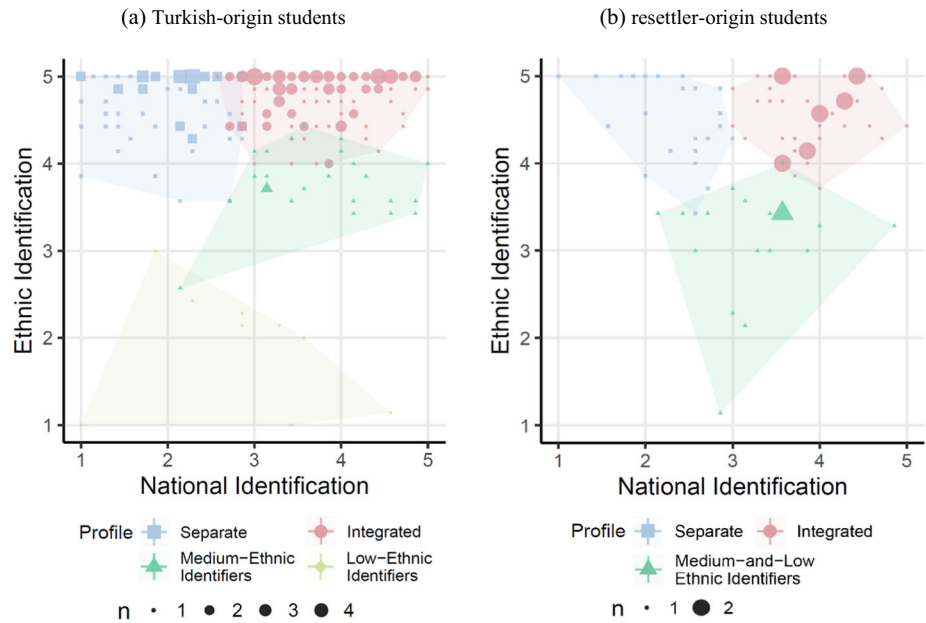 (a) Turkish-origin students
(b) resettler-origin students
Ethnic Identification
5
4
3
2
1
1 2 3 4 5
National Identification
Profile Separate Integrated
Medium-Ethnic Identifiers
Low-Ethnic Identifiers
n 1 2 3 4
Ethnic Identification
5
4
3
2
1
1 2 3 4 5
National Identification
Profile Separate Integrated
Medium-and-Low
Ethnic Identifiers
n 1 2